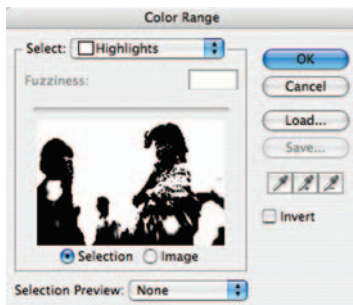 Color Range
Select: Highlights
Fuzziness:
OK
Cancel
Load...
Save...
Invert
Selection Image
Selection Preview: None